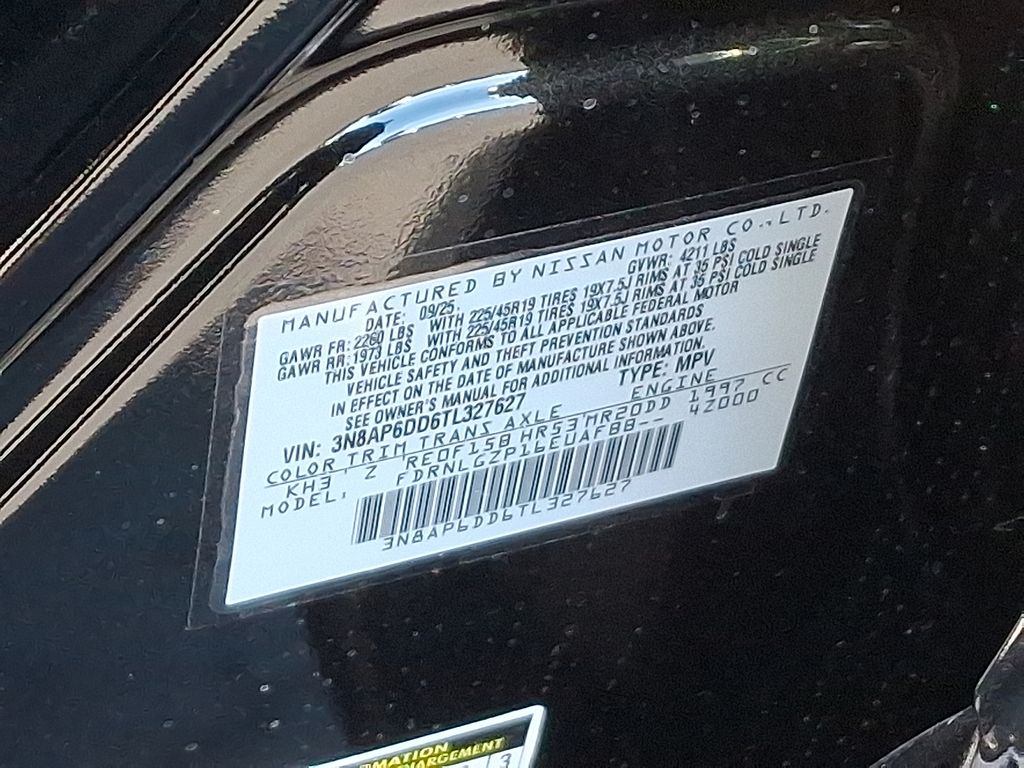 MANUFACTURED BY NISSAN MOTOR CO.,LTD.
DATE: 09/25 GVWR: 4211 LBS
GAWR FR: 2260 LBS WITH 225/45R19 TIRES 19X7.5J RIMS AT 35 PSI COLD SINGLE
GAWR RR: 1973 LBS WITH 225/45R19 TIRES 19X7.5J RIMS AT 35 PSI COLD SINGLE
THIS VEHICLE CONFORMS TO ALL APPLICABLE FEDERAL MOTOR
VEHICLE SAFETY AND THEFT PREVENTION STANDARDS
IN EFFECT ON THE DATE OF MANUFACTURE SHOWN ABOVE.
SEE OWNER'S MANUAL FOR ADDITIONAL INFORMATION.
VIN: 3N8AP6DD6TL327627 TYPE: MPV
COLOR TRIM TRANS AXLE ENGINE
KH3 Z RE0F15B HR53 MR20DD 1997 CC
MODEL: FDRNLGZP16EUAFBB-- 4Z000
3N8AP6DD6TL327627